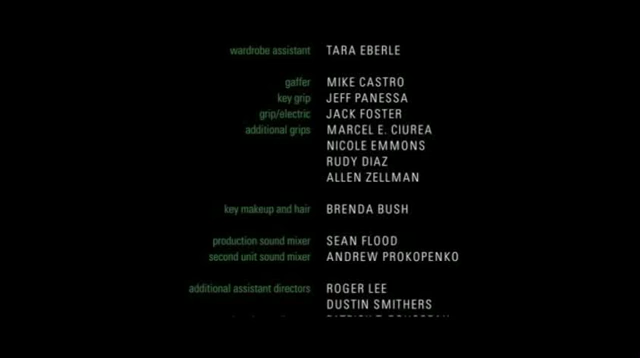 wardrobe assistant TARA EBERLE
gaffer MIKE CASTRO
key grip JEFF PANESSA
grip/electric JACK FOSTER
additional grips MARCEL E. CIUREA
NICOLE EMMONS
RUDY DIAZ
ALLEN ZELLMAN
key makeup and hair BRENDA BUSH
production sound mixer SEAN FLOOD
second unit sound mixer ANDREW PROKOPENKO
additional assistant directors ROGER LEE
DUSTIN SMITHERS